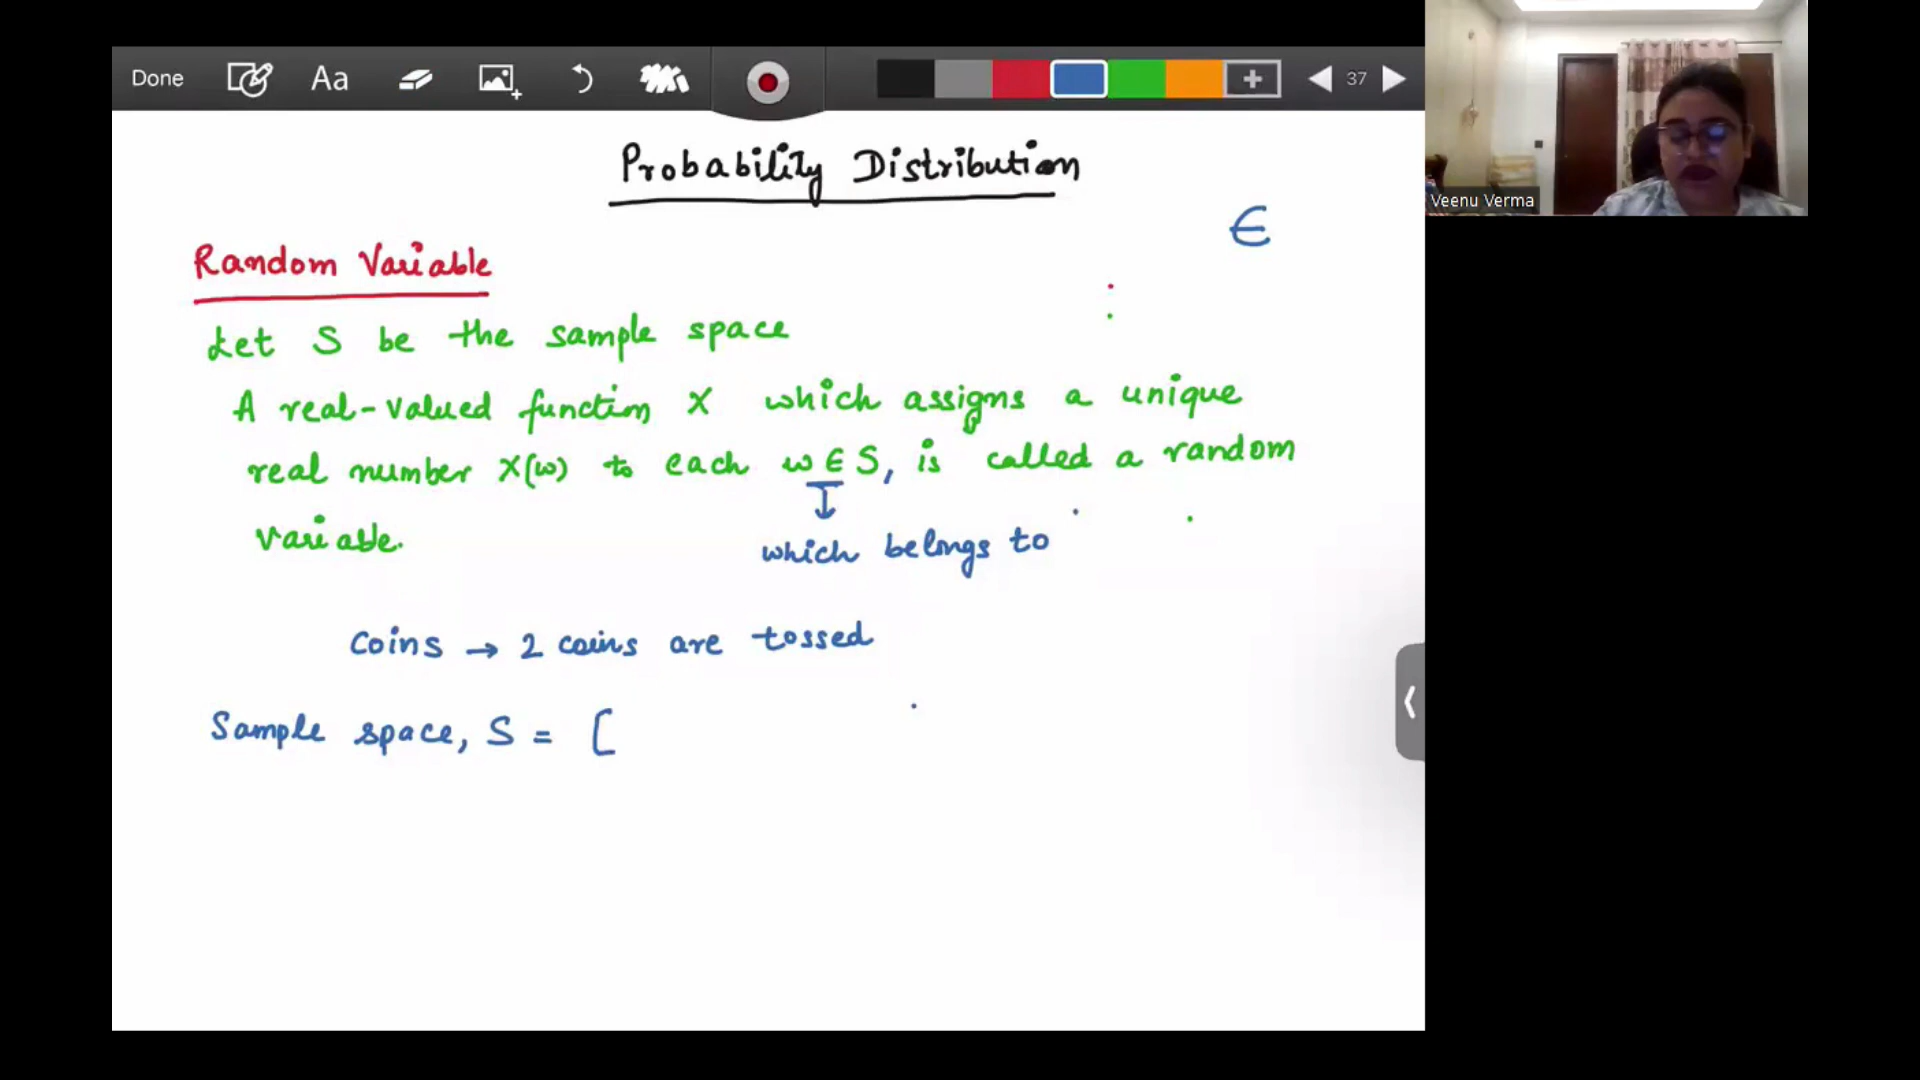 Done Aa 37
Probability Distribution
Veenu Verma
∈
Random Variable
Let S be the sample space
A real-valued function X which assigns a unique
real number X(w) to each w ∈ S, is called a random
variable.
which belongs to
Coins → 2 coins are tossed
Sample space, S = [